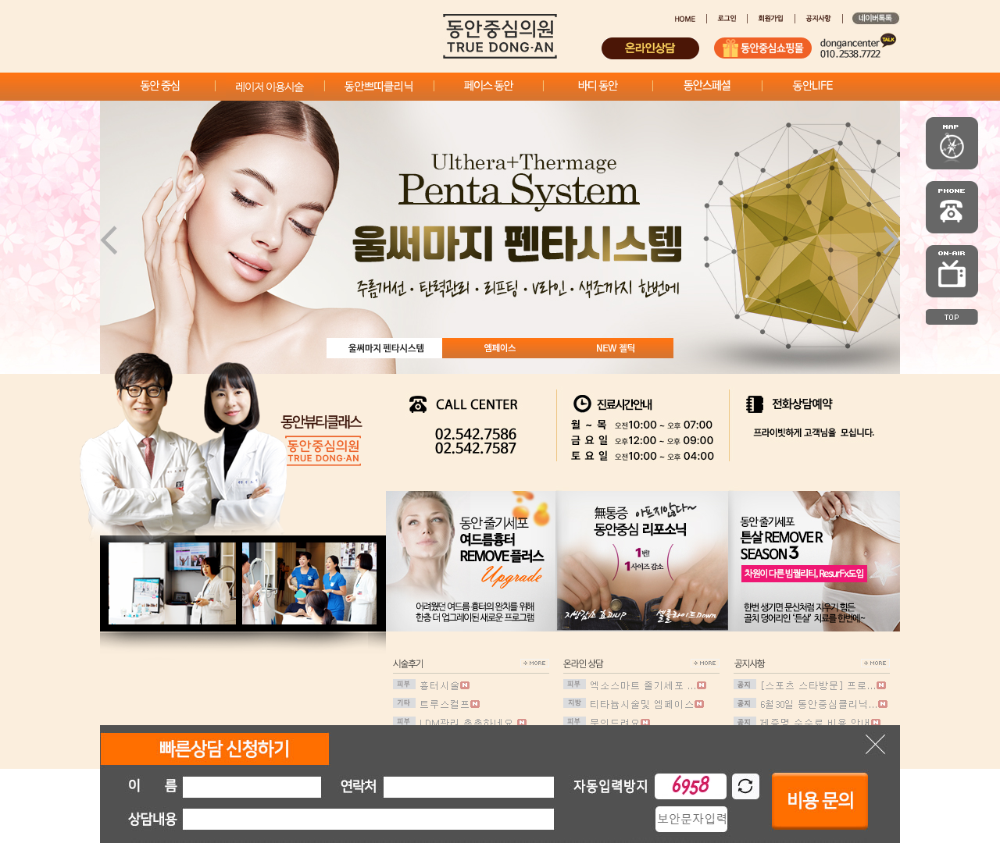 HOME 로그인 회원가입 공지사항 네이버톡톡
동안중심의원
TRUE DONG·AN
온라인상담 동안중심쇼핑몰 dongancenter TALK
010.2538.7722
동안 중심 레이저 이용시술 동안쁘띠클리닉 페이스 동안 바디 동안 동안스페셜 동안LIFE
MAP
PHONE
ON-AIR
TOP
Ulthera+Thermage
Penta System
울써마지 펜타시스템
주름개선 · 탄력관리 · 리프팅 · V라인 · 색조까지 한번에
울써마지 펜타시스템 엠페이스 NEW 젤틱
동안뷰티클래스
동안중심의원
TRUE DONG·AN
CALL CENTER
02.542.7586
02.542.7587
진료시간안내
월 ~ 목 오전10:00 ~ 오후 07:00
금 요 일 오후12:00 ~ 오후 09:00
토 요 일 오전10:00 ~ 오후 04:00
전화상담예약
프라이빗하게 고객님을 모십니다.
동안 줄기세포
여드름흉터
REMOVE 플러스
Upgrade
어려웠던 여드름 흉터의 완치를 위해
한층 더 업그레이된 새로운 프로그램
無통증 아프지않다~
동안중심 리포소닉
1번!
1사이즈 감소
지방감소 효과UP 셀룰라이트Down
동안 줄기세포
튼살 REMOVE R
SEASON 3
차원이 다른 빔퀄리티, ResurFx도입
한번 생기면 문신처럼 지우기 힘든
골치 덩어리인 '튼살' 치료를 한번에~
시술후기 MORE
피부 흉터시술 N
기타 트루스컬프 N
피부 LDM관리 촉촉하네요 N
온라인 상담 MORE
피부 엑소스마트 줄기세포 ... N
지방 티타늄시술및 엠페이스 N
피부 문의드려요 N
공지사항 MORE
공지 [스포츠 스타방문] 프로... N
공지 6월30일 동안중심클리닉... N
공지 제증명 수수료 비용 안내 N
빠른상담 신청하기
이 름 연락처 자동입력방지 6958
상담내용 보안문자입력
비용 문의